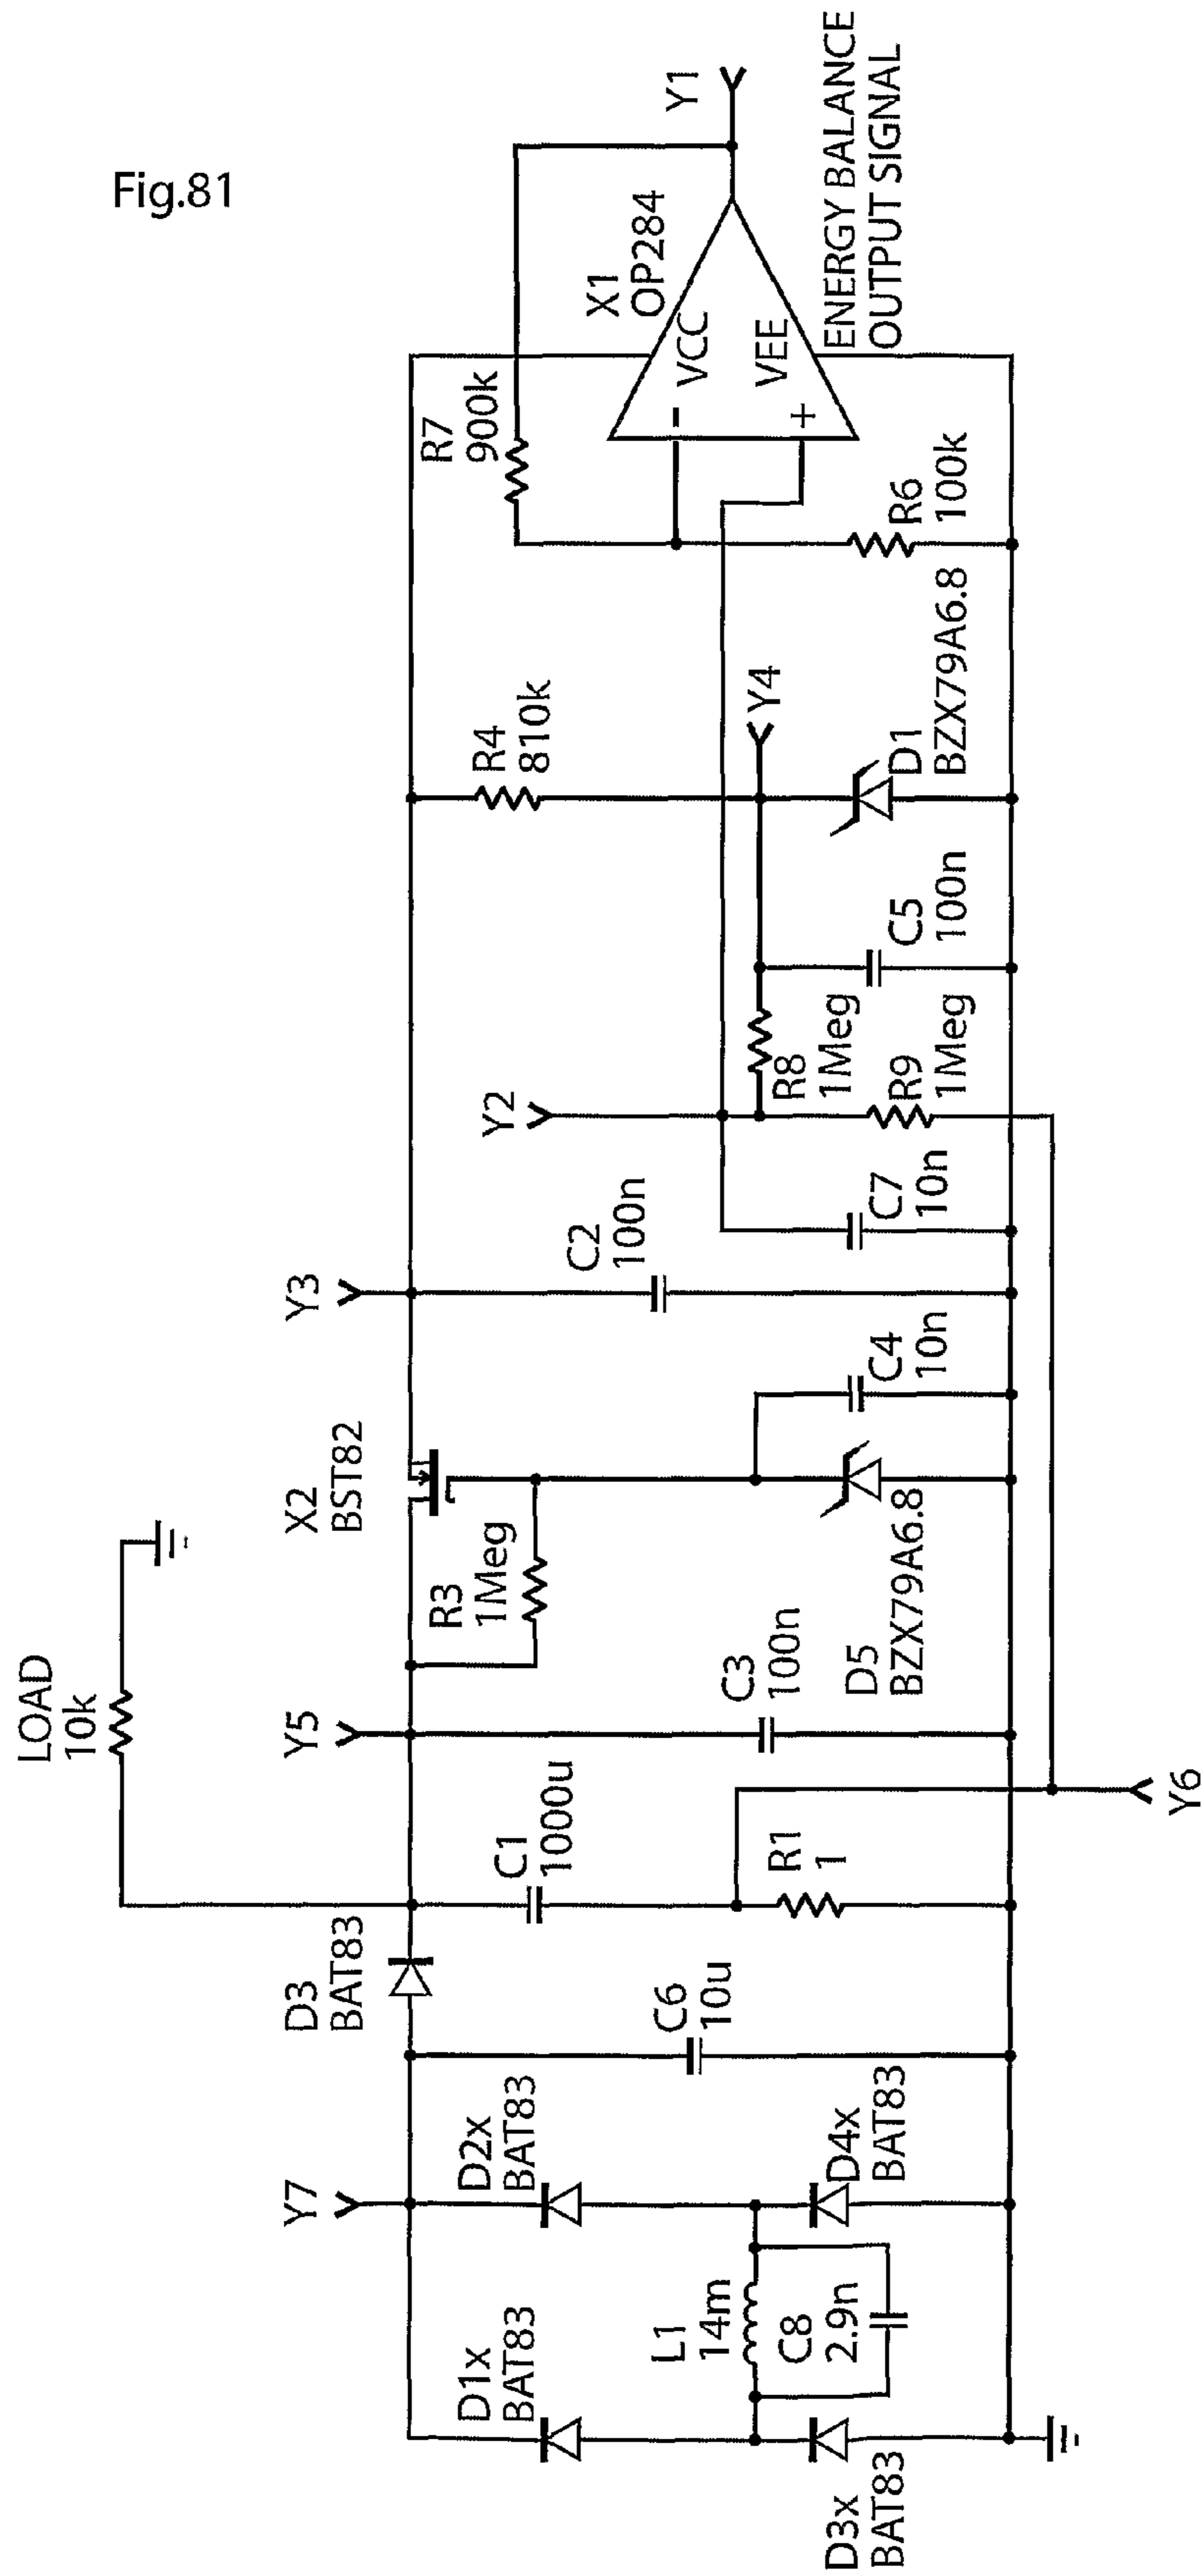 Fig.81
LOAD
10k
Y7
D3
BAT83
Y5
X2
BST82
Y3
D1x
BAT83
D2x
BAT83
C1
1000u
R3
1Meg
Y2
R4
810k
R7
900k
X1
OP284
Y1
L1
14m
C6
10u
C2
100n
VCC
VEE
-
+
C8
2.9n
R1
1
C3
100n
R8
1Meg
Y4
D3x
BAT83
D4x
BAT83
D5
BZX79A6.8
C4
10n
C7
10n
R9
1Meg
C5
100n
D1
BZX79A6.8
R6
100k
ENERGY BALANCE
OUTPUT SIGNAL
Y6